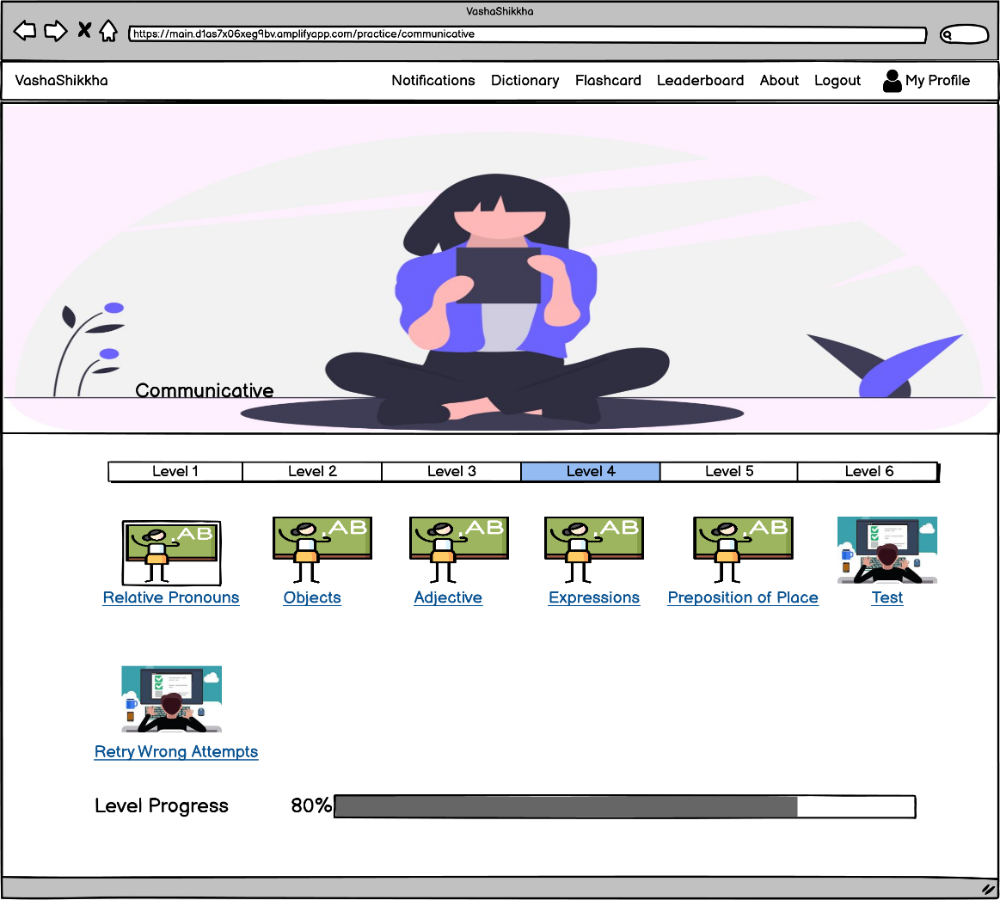 VashaShikkha
https://main.d1as7x06xeg9bv.amplifyapp.com/practice/communicative
VashaShikkha Notifications Dictionary Flashcard Leaderboard About Logout My Profile
Communicative
Level 1 Level 2 Level 3 Level 4 Level 5 Level 6
.AB .AB .AB .AB .AB
Relative Pronouns Objects Adjective Expressions Preposition of Place Test
Retry Wrong Attempts
Level Progress 80%